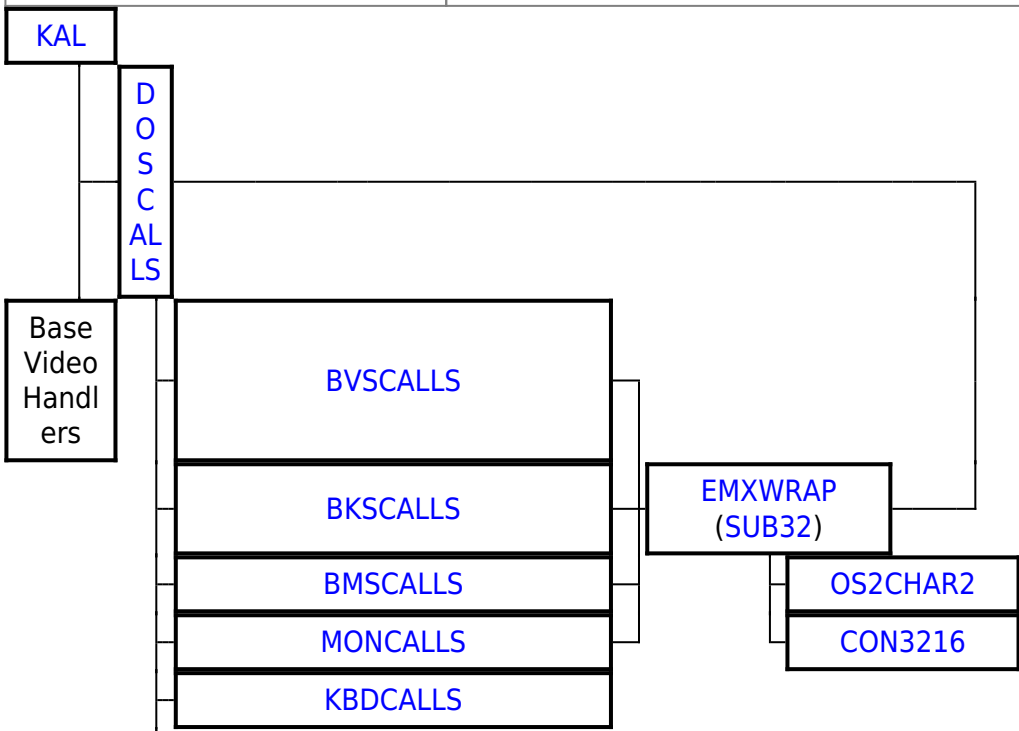 KAL
D
O
S
C
AL
LS
Base
Video
Handl
ers
BVSCALLS
BKSCALLS
EMXWRAP
(SUB32)
BMSCALLS
OS2CHAR2
MONCALLS
CON3216
KBDCALLS